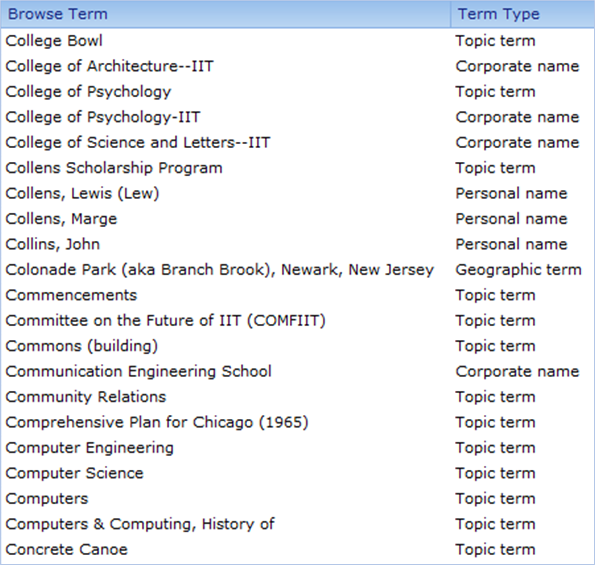 Browse Term Term Type
College Bowl Topic term
College of Architecture--IIT Corporate name
College of Psychology Topic term
College of Psychology-IIT Corporate name
College of Science and Letters--IIT Corporate name
Collens Scholarship Program Topic term
Collens, Lewis (Lew) Personal name
Collens, Marge Personal name
Collins, John Personal name
Colonade Park (aka Branch Brook), Newark, New Jersey Geographic term
Commencements Topic term
Committee on the Future of IIT (COMFIIT) Topic term
Commons (building) Topic term
Communication Engineering School Corporate name
Community Relations Topic term
Comprehensive Plan for Chicago (1965) Topic term
Computer Engineering Topic term
Computer Science Topic term
Computers Topic term
Computers & Computing, History of Topic term
Concrete Canoe Topic term